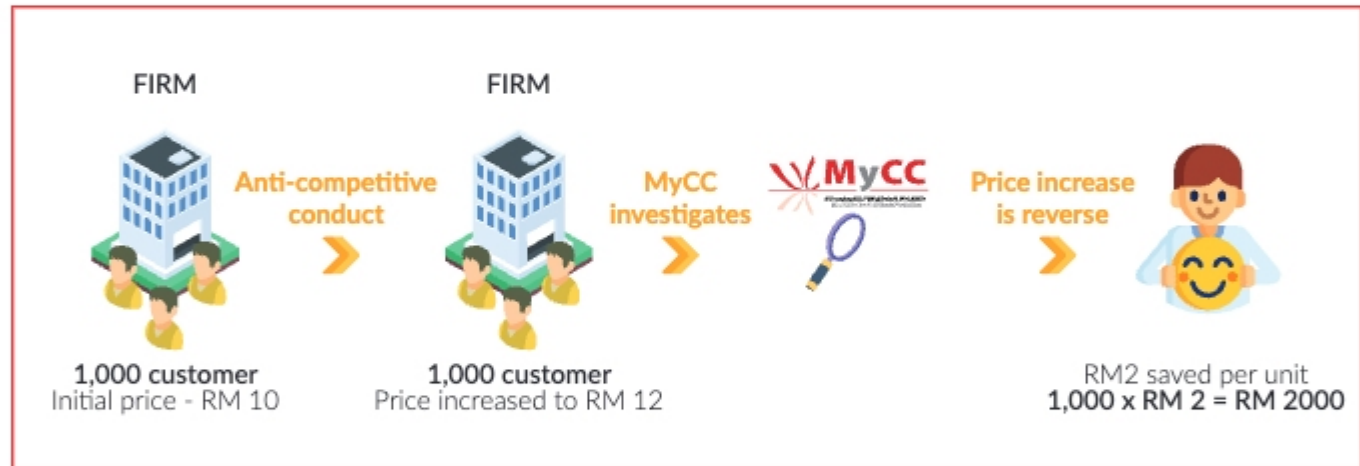 FIRM
FIRM
Anti-competitive
conduct
MyCC
investigates
MyCC
Price increase
is reverse
1,000 customer
Initial price - RM 10
1,000 customer
Price increased to RM 12
RM2 saved per unit
1,000 x RM 2 = RM 2000